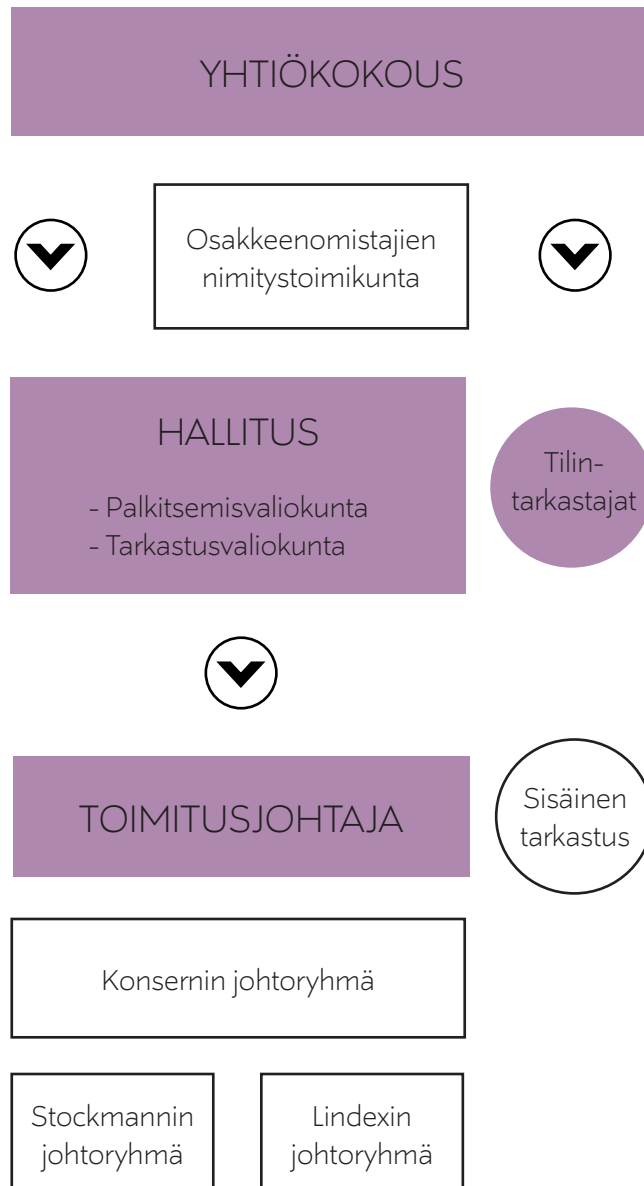 YHTIÖKOKOUS
Osakkeenomistajien
nimitystoimikunta
HALLITUS
- Palkitsemisvaliokunta
- Tarkastusvaliokunta
Tilin-
tarkastajat
TOIMITUSJOHTAJA
Sisäinen
tarkastus
Konsernin johtoryhmä
Stockmannin
johtoryhmä
Lindexin
johtoryhmä